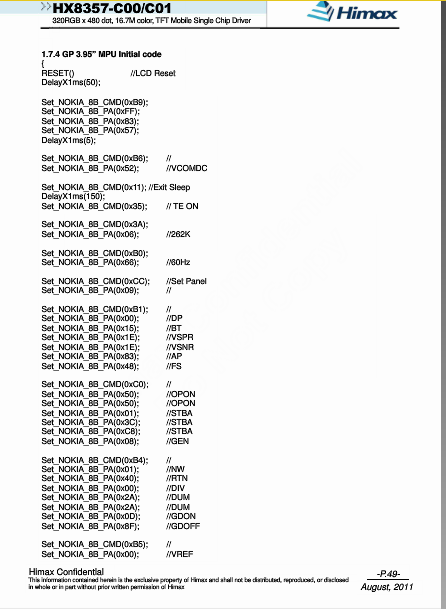 HX8357-C00/C01
320RGB x 480 dot, 16.7M color, TFT Mobile Single Chip Driver
Himax
1.7.4 GP 3.95" MPU Initial code
{
RESET() //LCD Reset
DelayX1ms(50);
Set_NOKIA_8B_CMD(0xB9);
Set_NOKIA_8B_PA(0xFF);
Set_NOKIA_8B_PA(0x83);
Set_NOKIA_8B_PA(0x57);
DelayX1ms(5);
Set_NOKIA_8B_CMD(0xB6); //
Set_NOKIA_8B_PA(0x52); //VCOMDC
Set_NOKIA_8B_CMD(0x11); //Exit Sleep
DelayX1ms(150);
Set_NOKIA_8B_CMD(0x35); // TE ON
Set_NOKIA_8B_CMD(0x3A);
Set_NOKIA_8B_PA(0x06); //262K
Set_NOKIA_8B_CMD(0xB0);
Set_NOKIA_8B_PA(0x66); //60Hz
Set_NOKIA_8B_CMD(0xCC); //Set Panel
Set_NOKIA_8B_PA(0x09); //
Set_NOKIA_8B_CMD(0xB1); //
Set_NOKIA_8B_PA(0x00); //DP
Set_NOKIA_8B_PA(0x15); //BT
Set_NOKIA_8B_PA(0x1E); //VSPR
Set_NOKIA_8B_PA(0x1E); //VSNR
Set_NOKIA_8B_PA(0x83); //AP
Set_NOKIA_8B_PA(0x48); //FS
Set_NOKIA_8B_CMD(0xC0); //
Set_NOKIA_8B_PA(0x50); //OPON
Set_NOKIA_8B_PA(0x50); //OPON
Set_NOKIA_8B_PA(0x01); //STBA
Set_NOKIA_8B_PA(0x3C); //STBA
Set_NOKIA_8B_PA(0xC8); //STBA
Set_NOKIA_8B_PA(0x08); //GEN
Set_NOKIA_8B_CMD(0xB4); //
Set_NOKIA_8B_PA(0x01); //NW
Set_NOKIA_8B_PA(0x40); //RTN
Set_NOKIA_8B_PA(0x00); //DIV
Set_NOKIA_8B_PA(0x2A); //DUM
Set_NOKIA_8B_PA(0x2A); //DUM
Set_NOKIA_8B_PA(0x0D); //GDON
Set_NOKIA_8B_PA(0x8F); //GDOFF
Set_NOKIA_8B_CMD(0xB5); //
Set_NOKIA_8B_PA(0x00); //VREF
Himax Confidential
This information contained herein is the exclusive property of Himax and shall not be distributed, reproduced, or disclosed
in whole or in part without prior written permission of Himax
-P.49-
August, 2011